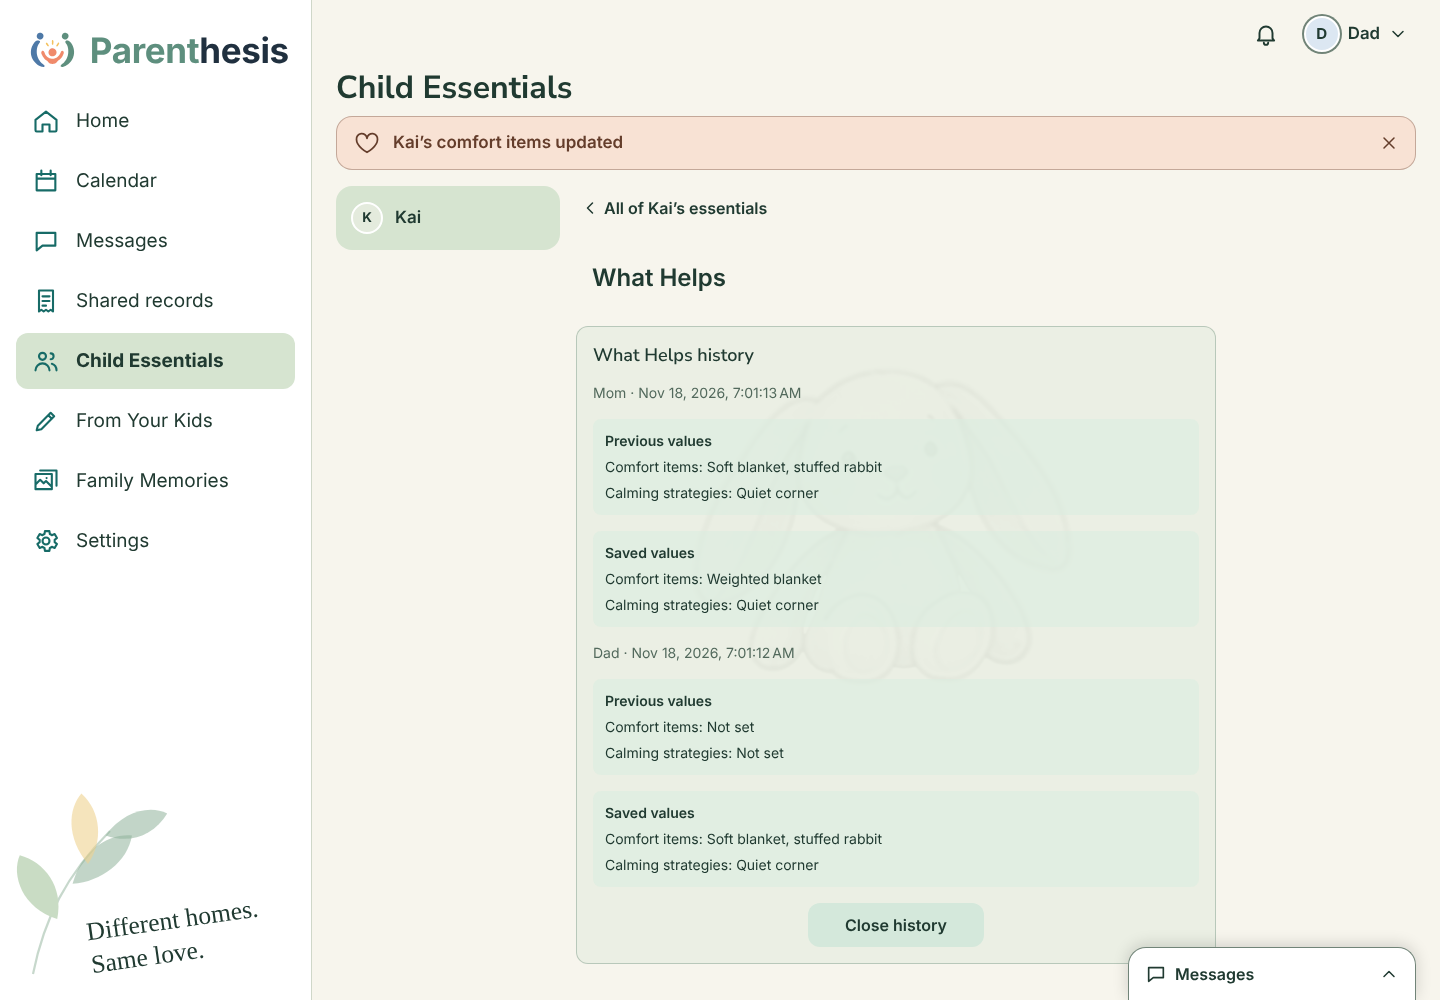 Parenthesis
Home
Calendar
Messages
Shared records
Child Essentials
From Your Kids
Family Memories
Settings
Different homes.
Same love.
D
Dad
Child Essentials
Kai’s comfort items updated
K
Kai
All of Kai’s essentials
What Helps
What Helps history
Mom · Nov 18, 2026, 7:01:13 AM
Previous values
Comfort items: Soft blanket, stuffed rabbit
Calming strategies: Quiet corner
Saved values
Comfort items: Weighted blanket
Calming strategies: Quiet corner
Dad · Nov 18, 2026, 7:01:12 AM
Previous values
Comfort items: Not set
Calming strategies: Not set
Saved values
Comfort items: Soft blanket, stuffed rabbit
Calming strategies: Quiet corner
Close history
Messages